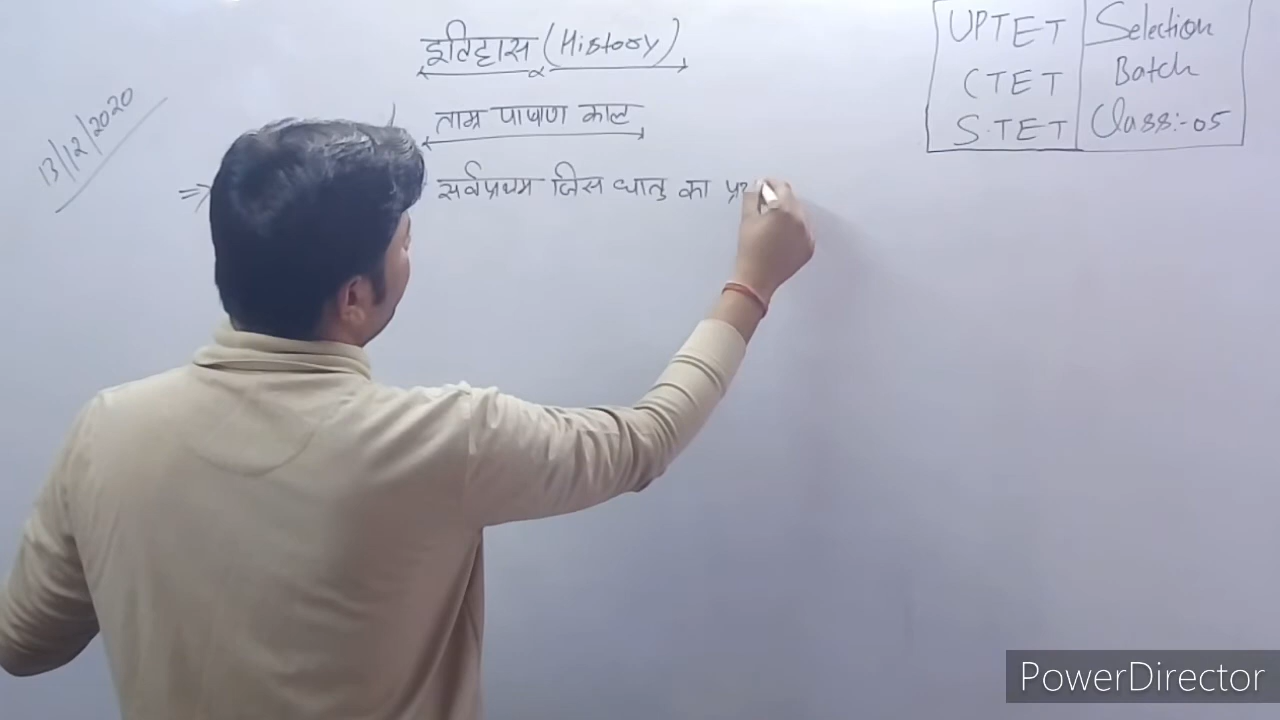 13/12/2020
इतिहास (History)
ताम्र पाषाण काल
⇒ सर्वप्रथम जिस धातु का
UPTET
CTET
S.TET
Selection
Batch
Class:-05
PowerDirector